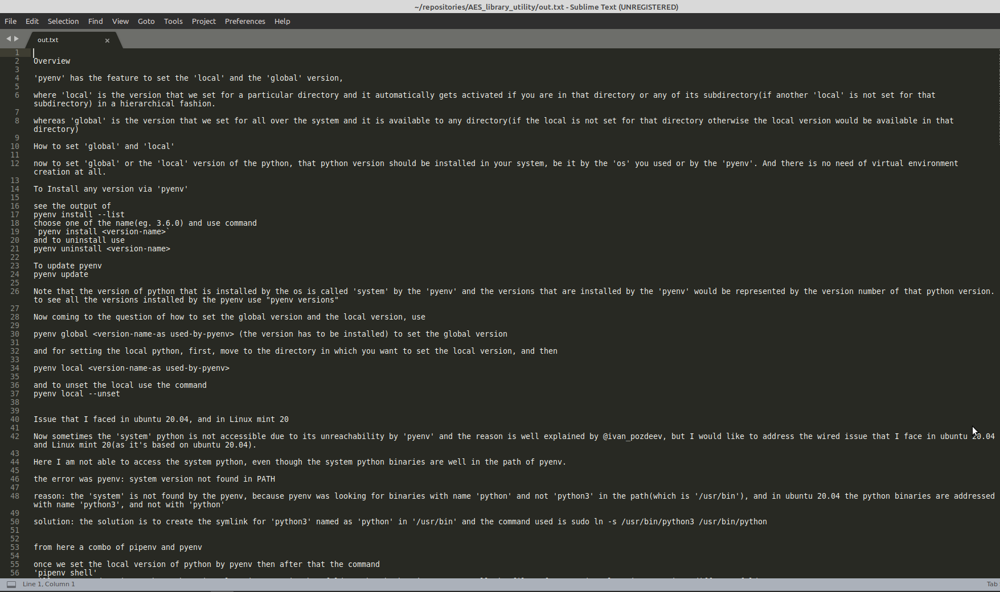 ~/repositories/AES_library_utility/out.txt - Sublime Text (UNREGISTERED)
File Edit Selection Find View Goto Tools Project Preferences Help
out.txt ×
1
2 Overview
3
4 'pyenv' has the feature to set the 'local' and the 'global' version,
5
6 where 'local' is the version that we set for a particular directory and it automatically gets activated if you are in that directory or any of its subdirectory(if another 'local' is not set for that
subdirectory) in a hierarchical fashion.
7
8 whereas 'global' is the version that we set for all over the system and it is available to any directory(if the local is not set for that directory otherwise the local version would be available in that
directory)
9
10 How to set 'global' and 'local'
11
12 now to set 'global' or the 'local' version of the python, that python version should be installed in your system, be it by the 'os' you used or by the 'pyenv'. And there is no need of virtual environment
creation at all.
13
14 To Install any version via 'pyenv'
15
16 see the output of
17 pyenv install --list
18 choose one of the name(eg. 3.6.0) and use command
19 `pyenv install <version-name>`
20 and to uninstall use
21 pyenv uninstall <version-name>
22
23 To update pyenv
24 pyenv update
25
26 Note that the version of python that is installed by the os is called 'system' by the 'pyenv' and the versions that are installed by the 'pyenv' would be represented by the version number of that python version.
to see all the versions installed by the pyenv use "pyenv versions"
27
28 Now coming to the question of how to set the global version and the local version, use
29
30 pyenv global <version-name-as used-by-pyenv> (the version has to be installed) to set the global version
31
32 and for setting the local python, first, move to the directory in which you want to set the local version, and then
33
34 pyenv local <version-name-as used-by-pyenv>
35
36 and to unset the local use the command
37 pyenv local --unset
38
39
40 Issue that I faced in ubuntu 20.04, and in Linux mint 20
41
42 Now sometimes the 'system' python is not accessible due to its unreachability by 'pyenv' and the reason is well explained by @ivan_pozdeev, but I would like to address the wired issue that I face in ubuntu 20.04
and Linux mint 20(as it's based on ubuntu 20.04).
43
44 Here I am not able to access the system python, even though the system python binaries are well in the path of pyenv.
45
46 the error was pyenv: system version not found in PATH
47
48 reason: the 'system' is not found by the pyenv, because pyenv was looking for binaries with name 'python' and not 'python3' in the path(which is '/usr/bin'), and in ubuntu 20.04 the python binaries are addressed
with name 'python3', and not with 'python'
49
50 solution: the solution is to create the symlink for 'python3' named as 'python' in '/usr/bin' and the command used is sudo ln -s /usr/bin/python3 /usr/bin/python
51
52
53 from here a combo of pipenv and pyenv
54
55 once we set the local version of python by pyenv then after that the command
56 'pipenv shell'
Line 1, Column 1
Tab